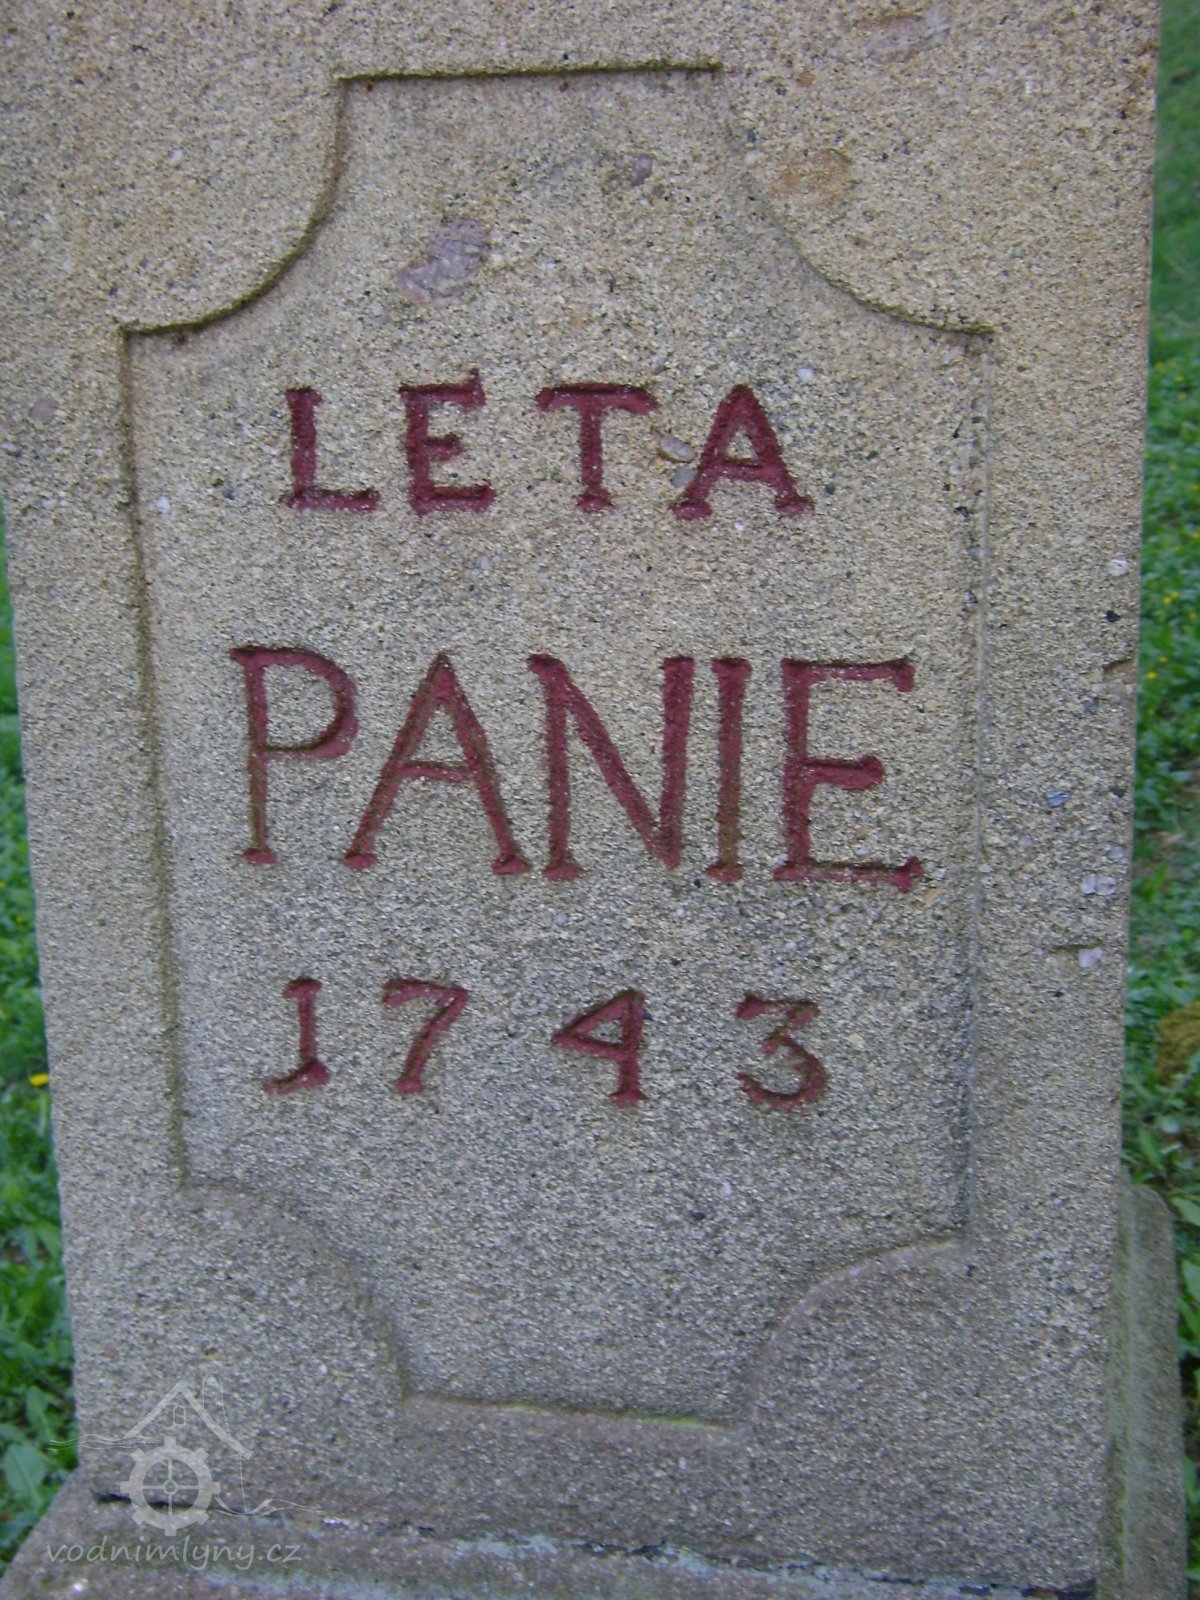 LETA
PANIE
1743
vodnimlyny.cz